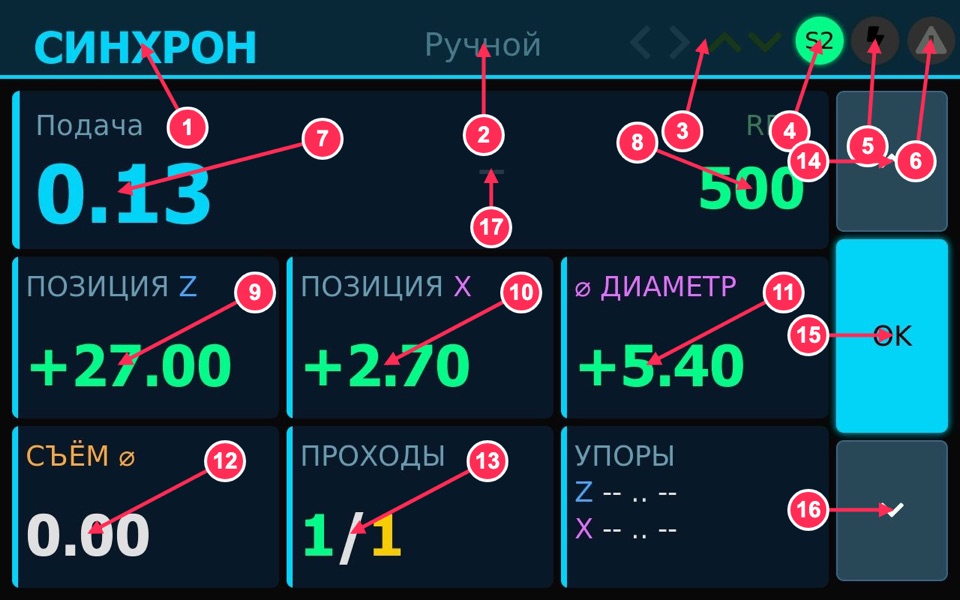 СИНХРОН
Ручной
S2
1
2
3
4
5
6
Подача
7
8
14
0.13
17
500
ПОЗИЦИЯ Z
9
+27.00
ПОЗИЦИЯ X
10
+2.70
⌀ ДИАМЕТР
11
+5.40
15
OK
СЪЁМ ⌀
12
0.00
ПРОХОДЫ
13
1/1
УПОРЫ
Z -- .. --
X -- .. --
16